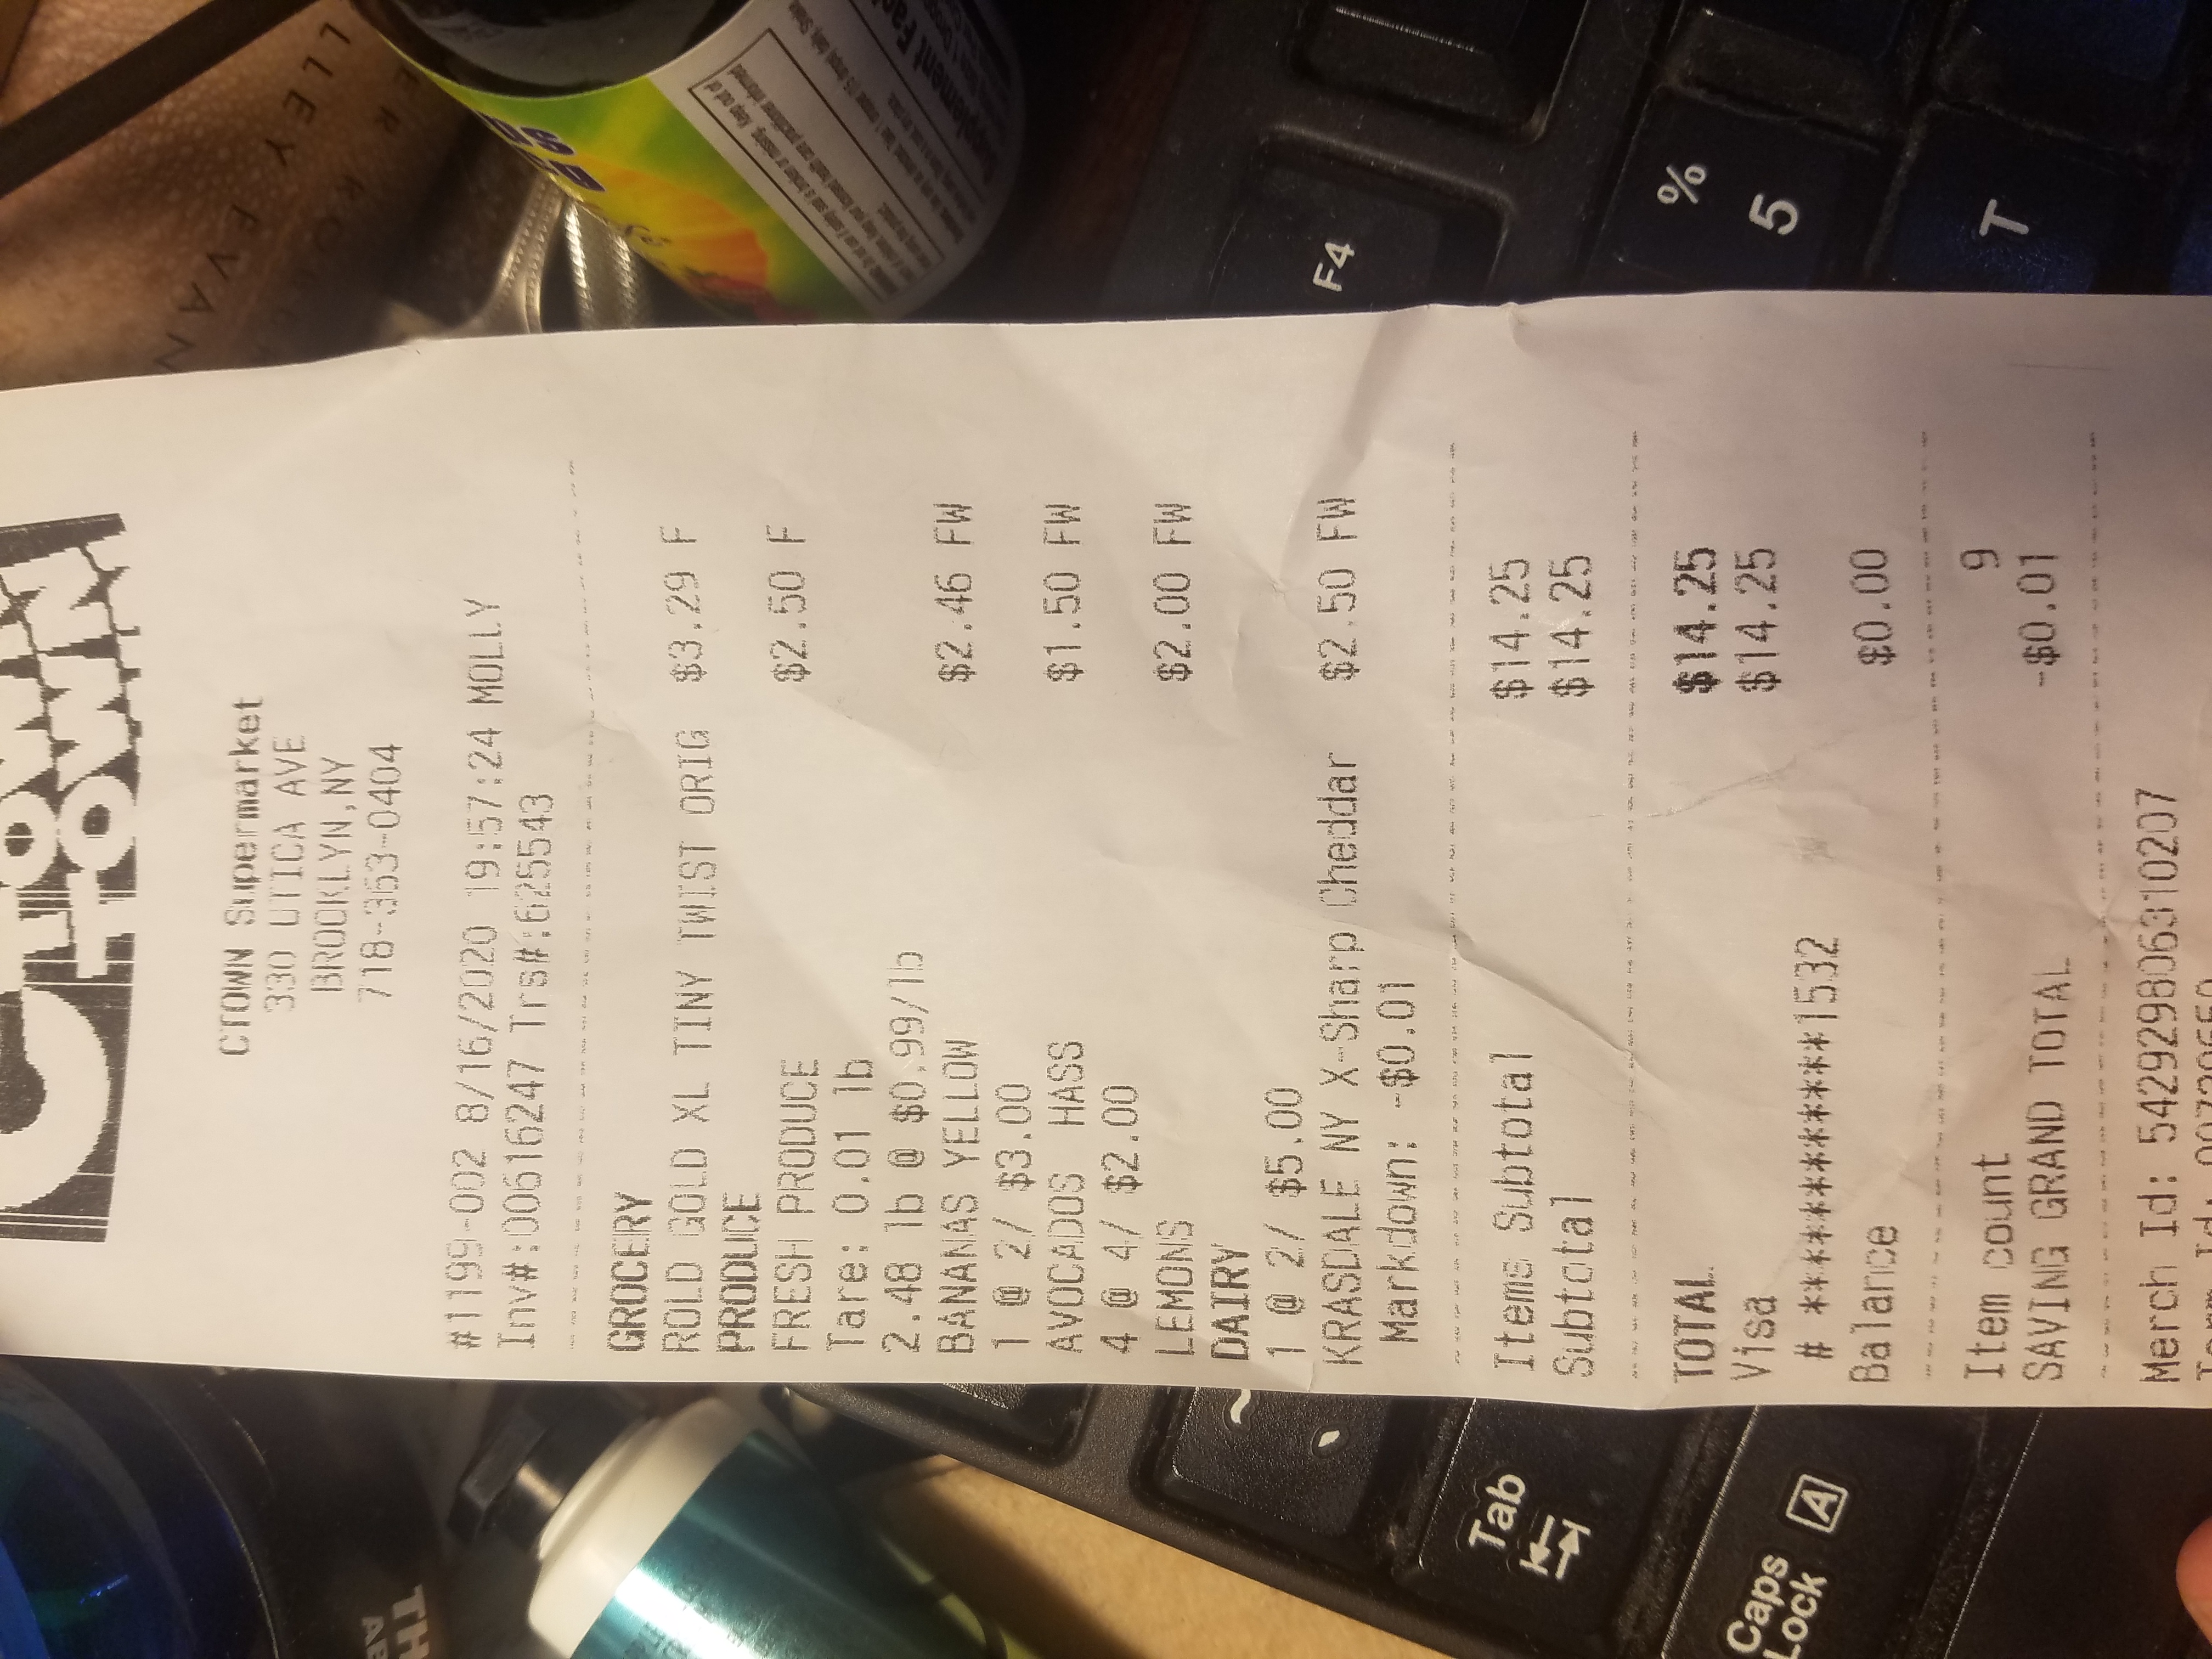 CTOWN
TOWN
CTOWN Supermarket
330 UTICA AVE
BROOKLYN,NY
718-363-0404
#1199-002 8/16/2020 19:57:24 MOLLY
Inv#:00616247 Trs#:625543
GROCERY
ROLD GOLD XL TINY TWIST ORIG $3.29 F
PRODUCE
FRESH PRODUCE $2.50 F
Tare: 0.01 lb
2.48 lb @ $0.99/lb
BANANAS YELLOW $2.46 FW
1 @ 2/ $3.00
AVOCADOS HASS $1.50 FW
4 @ 4/ $2.00
LEMONS $2.00 FW
DAIRY
1 @ 2/ $5.00
KRASDALE NY X-Sharp Cheddar $2.50 FW
Markdown: -$0.01
Items Subtotal $14.25
Subtotal $14.25
TOTAL $14.25
Visa $14.25
# ************1532
Balance $0.00
Item count 9
SAVING GRAND TOTAL -$0.01
Merch Id: 542929806310207
Tab
Caps
Lock A
F4
%
5
T
~